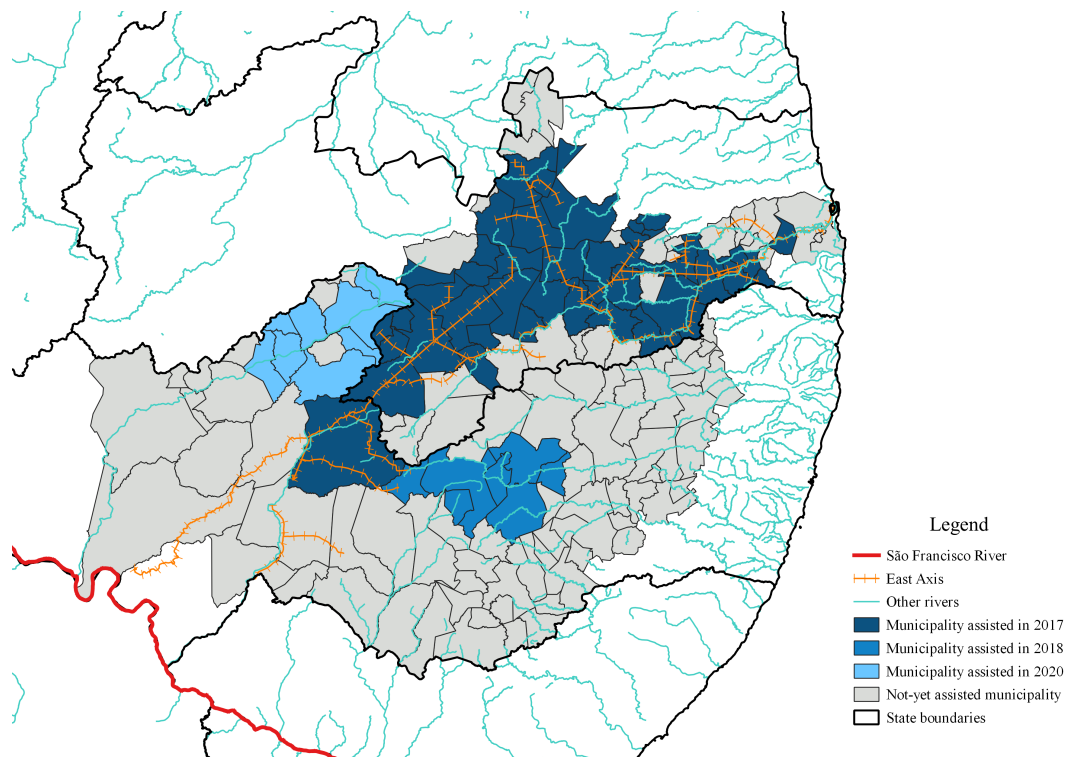 Legend
São Francisco River
East Axis
Other rivers
Municipality assisted in 2017
Municipality assisted in 2018
Municipality assisted in 2020
Not-yet assisted municipality
State boundaries